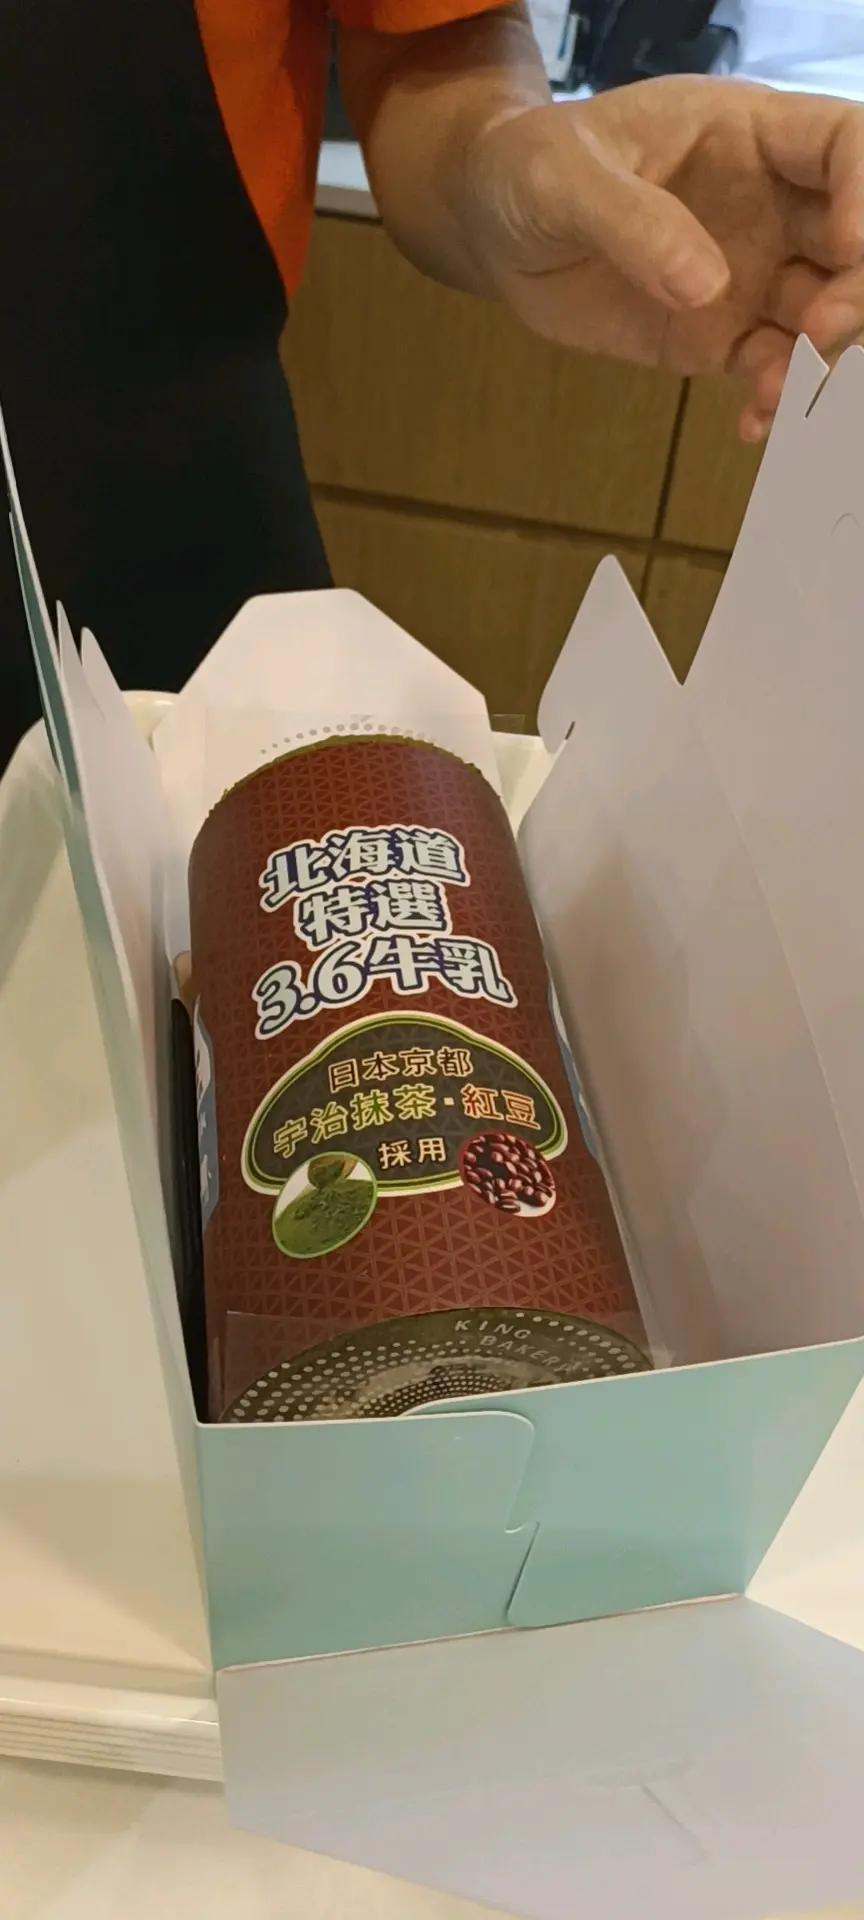 北海道
特選
3.6牛乳
日本京都
宇治抹茶·紅豆
採用
KING
BAKERY